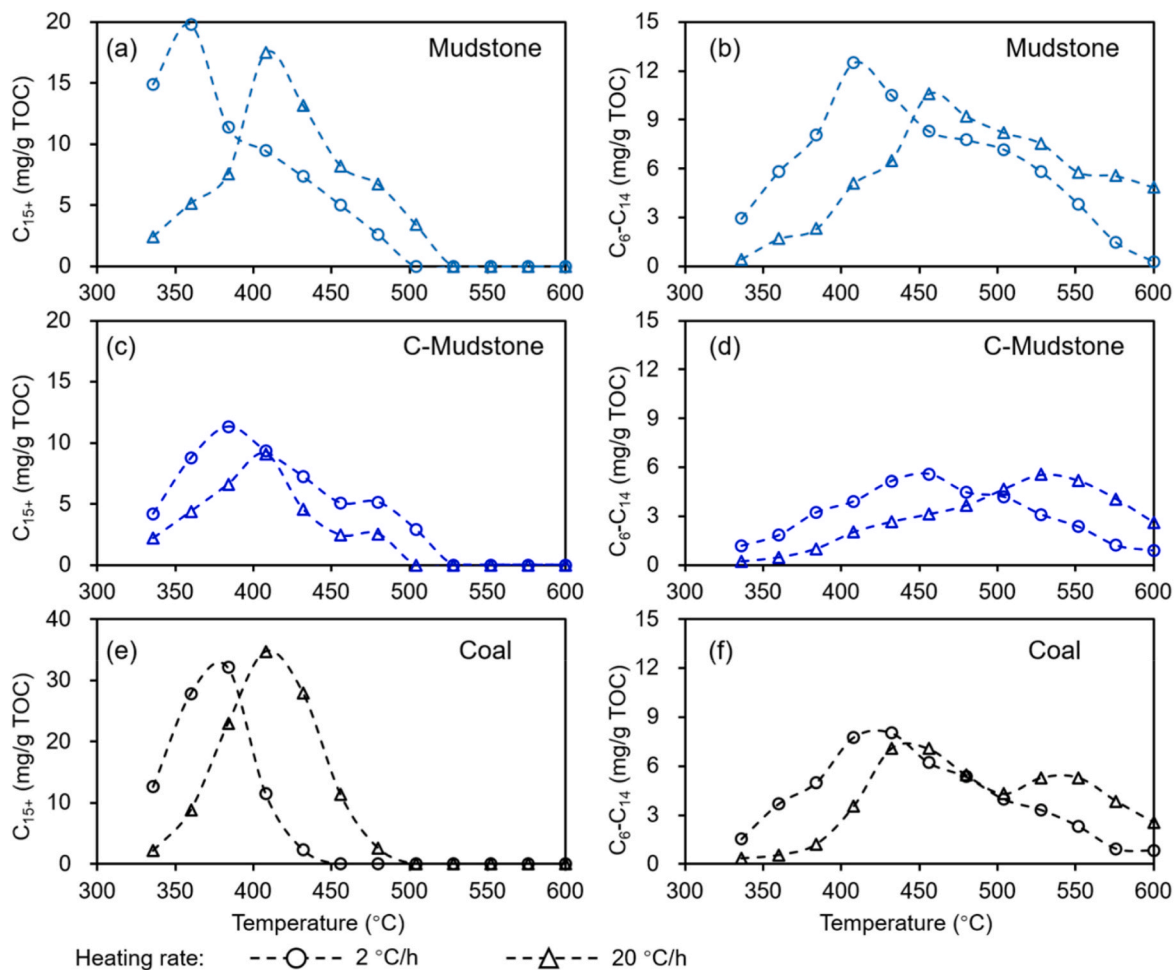 (a) Mudstone
C₁₅₊ (mg/g TOC)
20
15
10
5
0
300 350 400 450 500 550 600
(b) Mudstone
C₆-C₁₄ (mg/g TOC)
15
12
9
6
3
0
300 350 400 450 500 550 600
(c) C-Mudstone
C₁₅₊ (mg/g TOC)
20
15
10
5
0
300 350 400 450 500 550 600
(d) C-Mudstone
C₆-C₁₄ (mg/g TOC)
15
12
9
6
3
0
300 350 400 450 500 550 600
(e) Coal
C₁₅₊ (mg/g TOC)
40
30
20
10
0
300 350 400 450 500 550 600
Temperature (°C)
(f) Coal
C₆-C₁₄ (mg/g TOC)
15
12
9
6
3
0
300 350 400 450 500 550 600
Temperature (°C)
Heating rate: 2 °C/h 20 °C/h